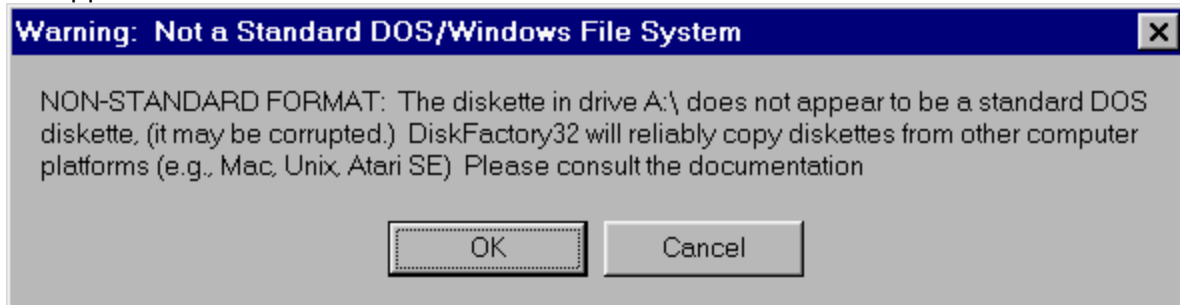 Warning: Not a Standard DOS/Windows File System
NON-STANDARD FORMAT: The diskette in drive A:\ does not appear to be a standard DOS
diskette, (it may be corrupted.) DiskFactory32 will reliably copy diskettes from other computer
platforms (e.g., Mac, Unix, Atari SE) Please consult the documentation
OK Cancel